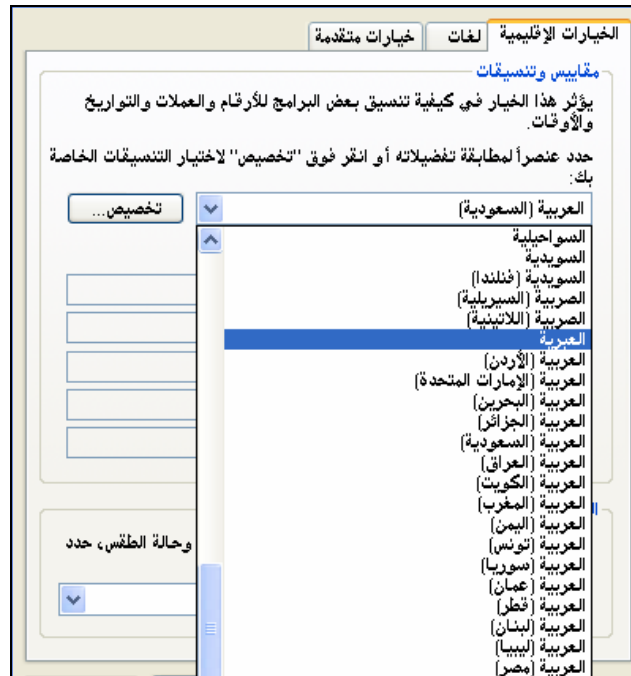 الخيارات الإقليمية
لغات
خيارات متقدمة
مقاييس وتنسيقات
يؤثر هذا الخيار في كيفية تنسيق بعض البرامج للأرقام والعملات والتواريخ
والأوقات.
حدد عنصراً لمطابقة تفضيلاته أو انقر فوق "تخصيص" لاختيار التنسيقات الخاصة
بك:
العربية (السعودية)
تخصيص...
السواحيلية
السويدية
السويدية (فنلندا)
الصربية (السيريلية)
الصربية (اللاتينية)
العبرية
العربية (الأردن)
العربية (الإمارات المتحدة)
العربية (البحرين)
العربية (الجزائر)
العربية (السعودية)
العربية (العراق)
العربية (الكويت)
العربية (المغرب)
العربية (اليمن)
العربية (تونس)
العربية (سوريا)
العربية (عمان)
العربية (قطر)
العربية (لبنان)
العربية (ليبيا)
العربية (مصر)
وحالة الطقس، حدد